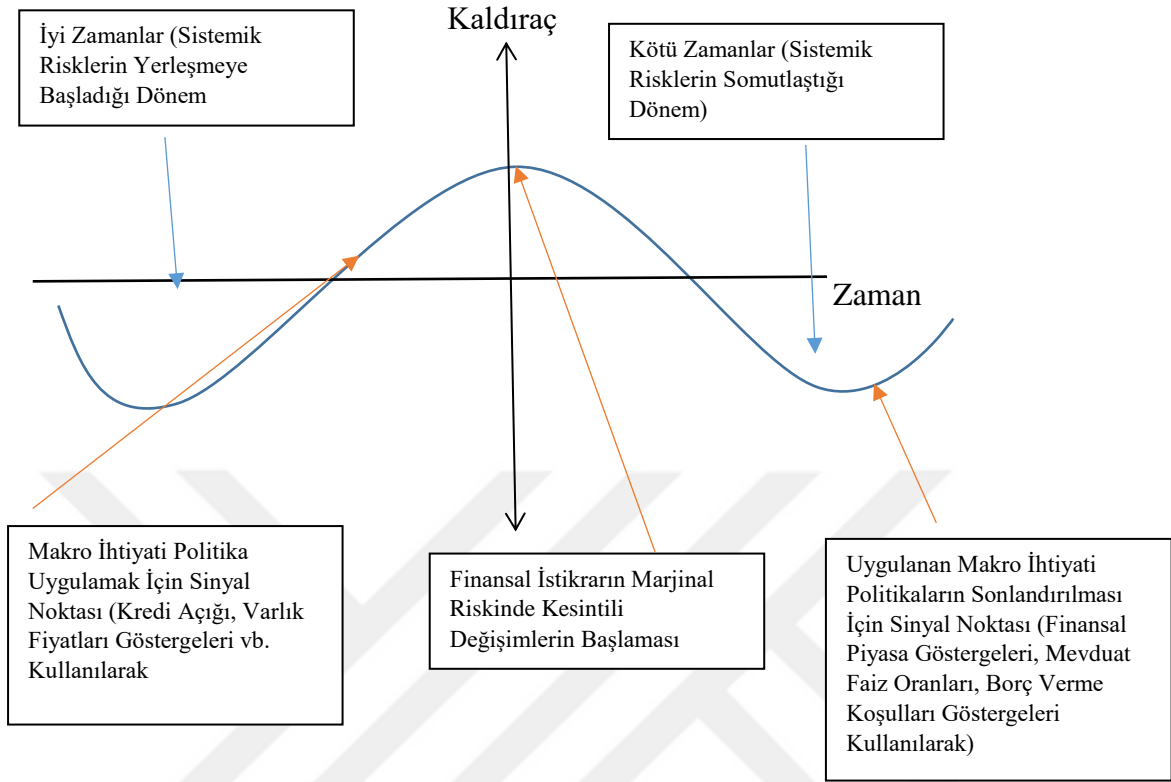 İyi Zamanlar (Sistemik
Risklerin Yerleşmeye
Başladığı Dönem
Kaldıraç
Kötü Zamanlar (Sistemik
Risklerin Somutlaştığı
Dönem)
Zaman
Makro İhtiyati Politika
Uygulamak İçin Sinyal
Noktası (Kredi Açığı, Varlık
Fiyatları Göstergeleri vb.
Kullanılarak
Finansal İstikrarın Marjinal
Riskinde Kesintili
Değişimlerin Başlaması
Uygulanan Makro İhtiyati
Politikaların Sonlandırılması
İçin Sinyal Noktası (Finansal
Piyasa Göstergeleri, Mevduat
Faiz Oranları, Borç Verme
Koşulları Göstergeleri
Kullanılarak)